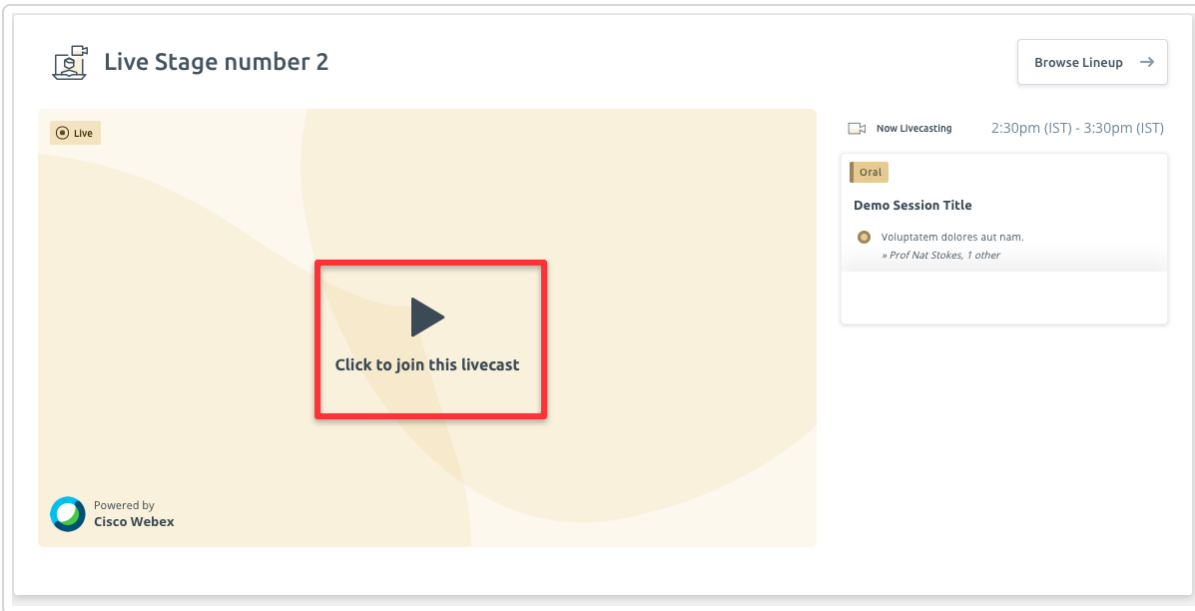 Live Stage number 2
Browse Lineup
Live
Click to join this livecast
Powered by
Cisco Webex
Now Livecasting 2:30pm (IST) - 3:30pm (IST)
Oral
Demo Session Title
Voluptatem dolores aut nam.
» Prof Nat Stokes, 1 other